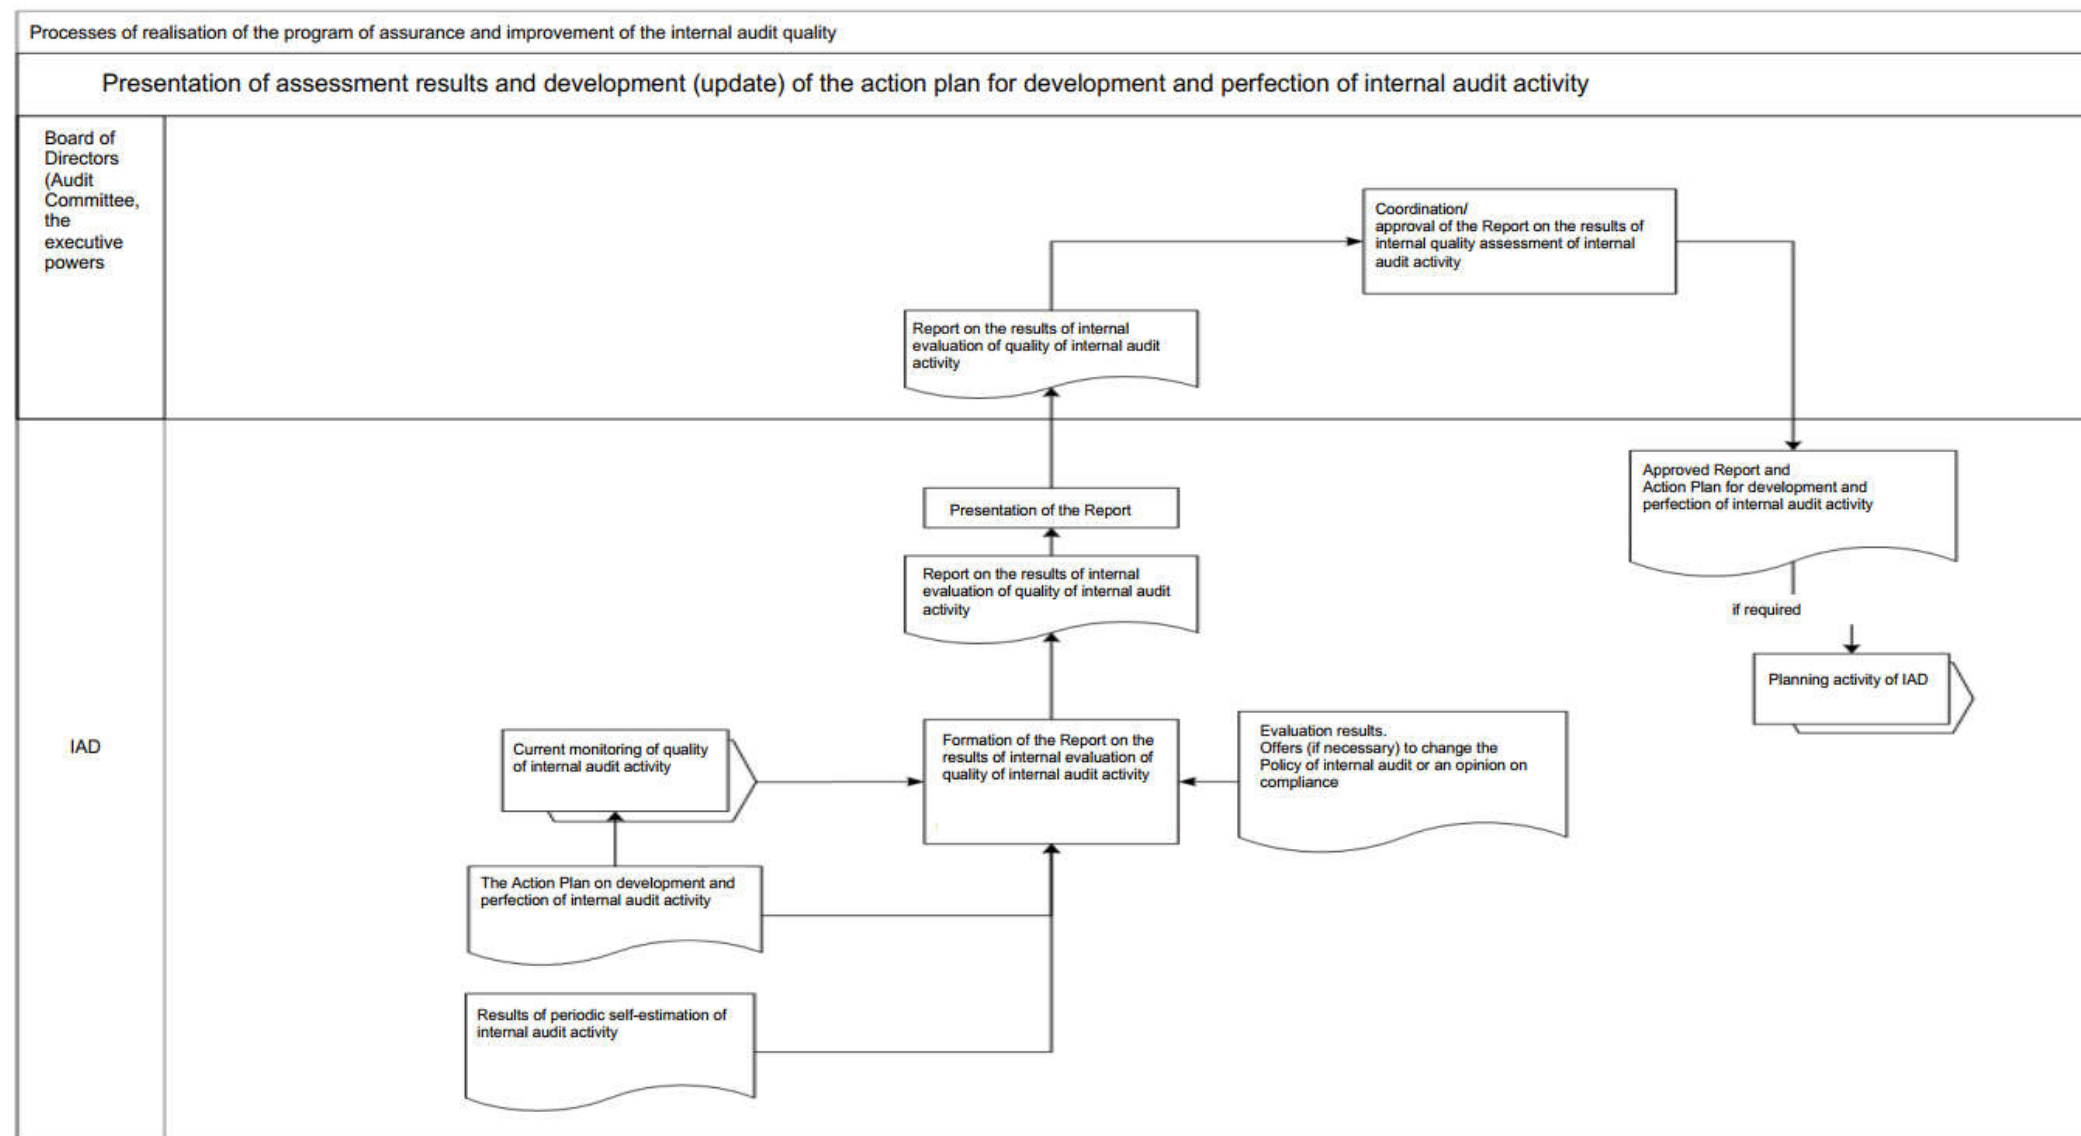 Processes of realisation of the program of assurance and improvement of the internal audit quality
Presentation of assessment results and development (update) of the action plan for development and perfection of internal audit activity
Board of
Directors
(Audit
Committee,
the
executive
powers
Coordination/
approval of the Report on the results of
internal quality assessment of internal
audit activity
Report on the results of internal
evaluation of quality of internal audit
activity
Approved Report and
Action Plan for development and
perfection of internal audit activity
Presentation of the Report
Report on the results of internal
evaluation of quality of internal audit
activity
if required
Planning activity of IAD
IAD
Current monitoring of quality
of internal audit activity
Formation of the Report on the
results of internal evaluation of
quality of internal audit activity
Evaluation results.
Offers (if necessary) to change the
Policy of internal audit or an opinion on
compliance
The Action Plan on development and
perfection of internal audit activity
Results of periodic self-estimation of
internal audit activity